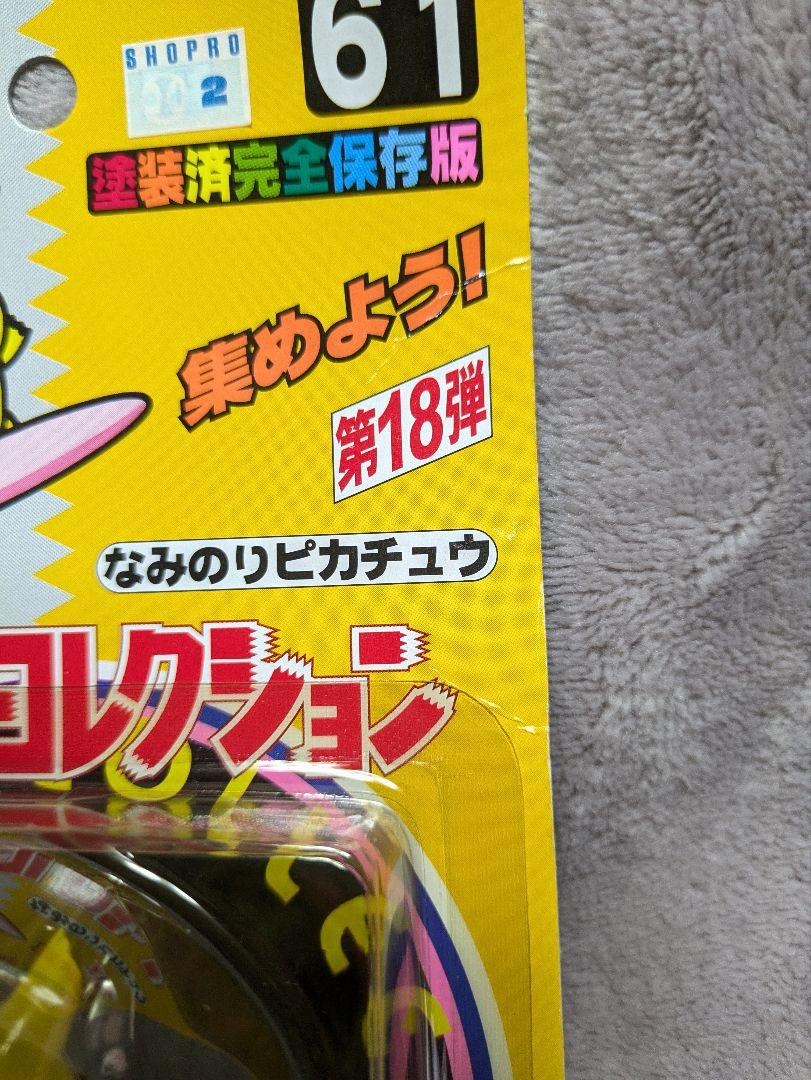 SHOPRO
2
61
塗装済完全保存版
集めよう!
第18弾
なみのりピカチュウ
コレクション